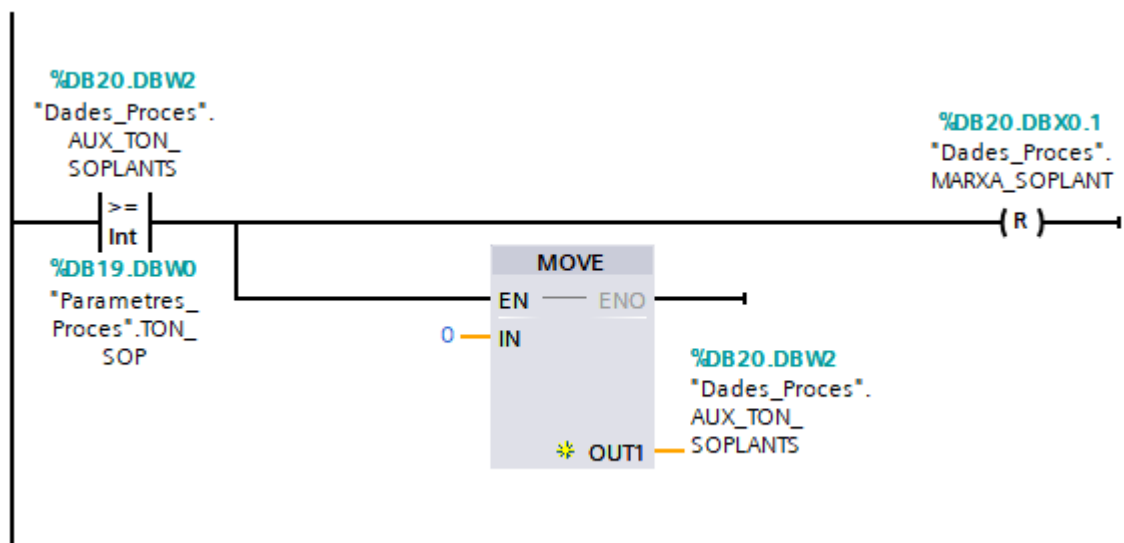 %DB20.DBW2
"Dades_Proces".
AUX_TON_
SOPLANTS
>=
Int
%DB19.DBW0
"Parametres_
Proces".TON_
SOP
%DB20.DBX0.1
"Dades_Proces".
MARXA_SOPLANT
R
MOVE
EN ENO
0 IN
OUT1
%DB20.DBW2
"Dades_Proces".
AUX_TON_
SOPLANTS